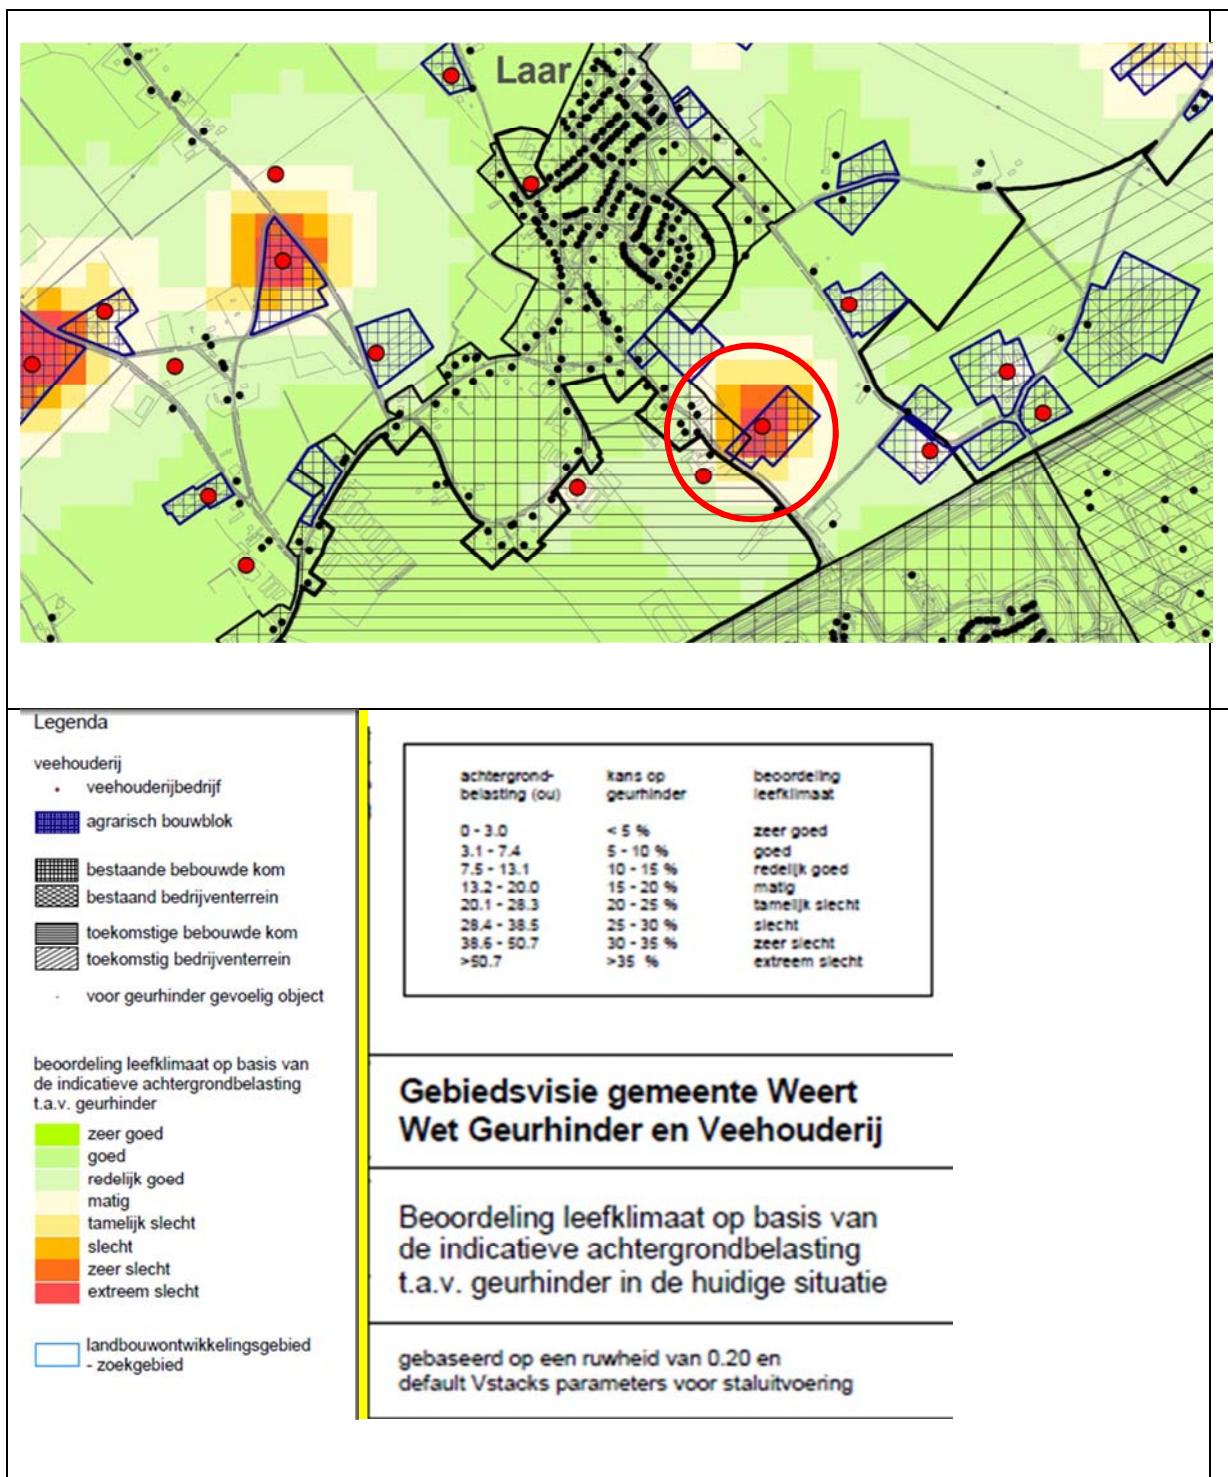 Laar
Legenda
veehouderij
veehouderijbedrijf
agrarisch bouwblok
bestaande bebouwde kom
bestaand bedrijventerrein
toekomstige bebouwde kom
toekomstig bedrijventerrein
voor geurhinder gevoelig object
beoordeling leefklimaat op basis van
de indicatieve achtergrondbelasting
t.a.v. geurhinder
zeer goed
goed
redelijk goed
matig
tamelijk slecht
slecht
zeer slecht
extreem slecht
landbouwontwikkelingsgebied
- zoekgebied
achtergrond- kans op beoordeling
belasting (ou) geurhinder leefklimaat
0 - 3.0 < 5 % zeer goed
3.1 - 7.4 5 - 10 % goed
7.5 - 13.1 10 - 15 % redelijk goed
13.2 - 20.0 15 - 20 % matig
20.1 - 28.3 20 - 25 % tamelijk slecht
28.4 - 38.5 25 - 30 % slecht
38.6 - 50.7 30 - 35 % zeer slecht
>50.7 >35 % extreem slecht
Gebiedsvisie gemeente Weert
Wet Geurhinder en Veehouderij
Beoordeling leefklimaat op basis van
de indicatieve achtergrondbelasting
t.a.v. geurhinder in de huidige situatie
gebaseerd op een ruwheid van 0.20 en
default Vstacks parameters voor staluitvoering